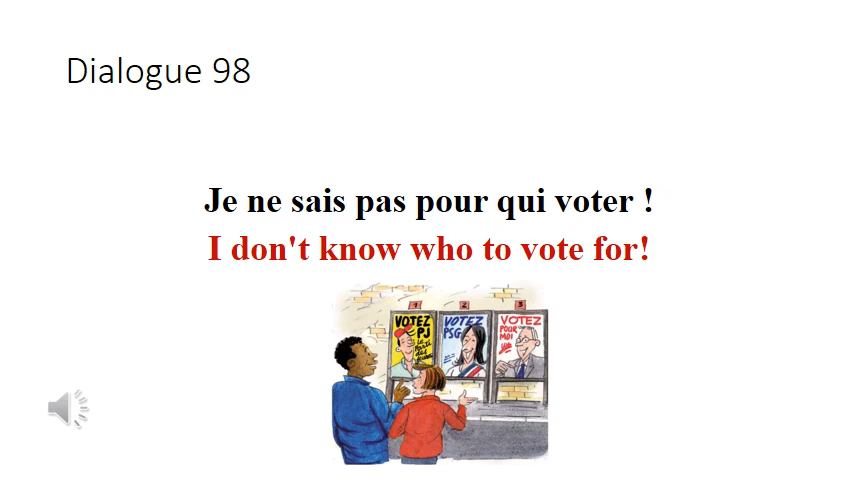 Dialogue 98
Je ne sais pas pour qui voter !
I don't know who to vote for!
1
2
3
VOTEZ
PJ
VOTEZ
PSG
VOTEZ
POUR
MOI